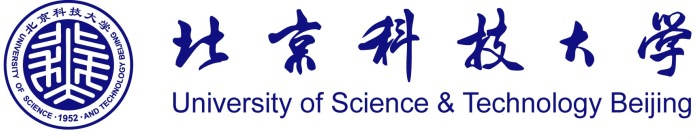 北京科技大学
UNIVERSITY OF SCIENCE AND TECHNOLOGY BEIJING
·1952·
北京科技大学
University of Science & Technology Beijing